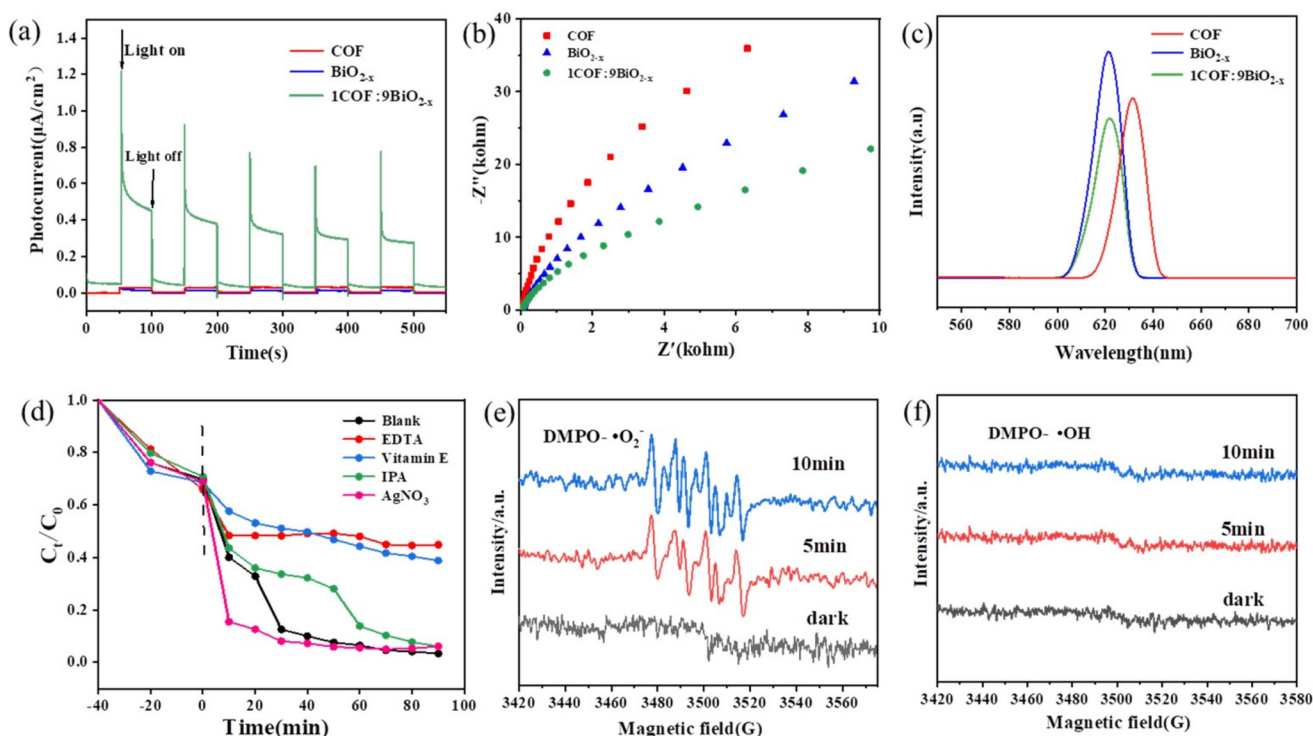 (a)
1.4
1.2
1.0
0.8
0.6
0.4
0.2
0.0
Photocurrent(μA/cm²)
Light on
Light off
COF
BiO₂₋ₓ
1COF:9BiO₂₋ₓ
0 100 200 300 400 500
Time(s)
(b)
40
30
20
10
0
-Z''(kohm)
COF
BiO₂₋ₓ
1COF:9BiO₂₋ₓ
0 2 4 6 8 10
Z'(kohm)
(c)
Intensity(a.u)
COF
BiO₂₋ₓ
1COF:9BiO₂₋ₓ
560 580 600 620 640 660 680 700
Wavelength(nm)
(d)
1.0
0.8
0.6
0.4
0.2
0.0
Cₜ/C₀
Blank
EDTA
Vitamin E
IPA
AgNO₃
-40 -20 0 20 40 60 80 100
Time(min)
(e)
Intensity/a.u.
DMPO- •O₂⁻
10min
5min
dark
3420 3440 3460 3480 3500 3520 3540 3560
Magnetic field(G)
(f)
Intensity/a.u.
DMPO- •OH
10min
5min
dark
3420 3440 3460 3480 3500 3520 3540 3560 3580
Magnetic field(G)